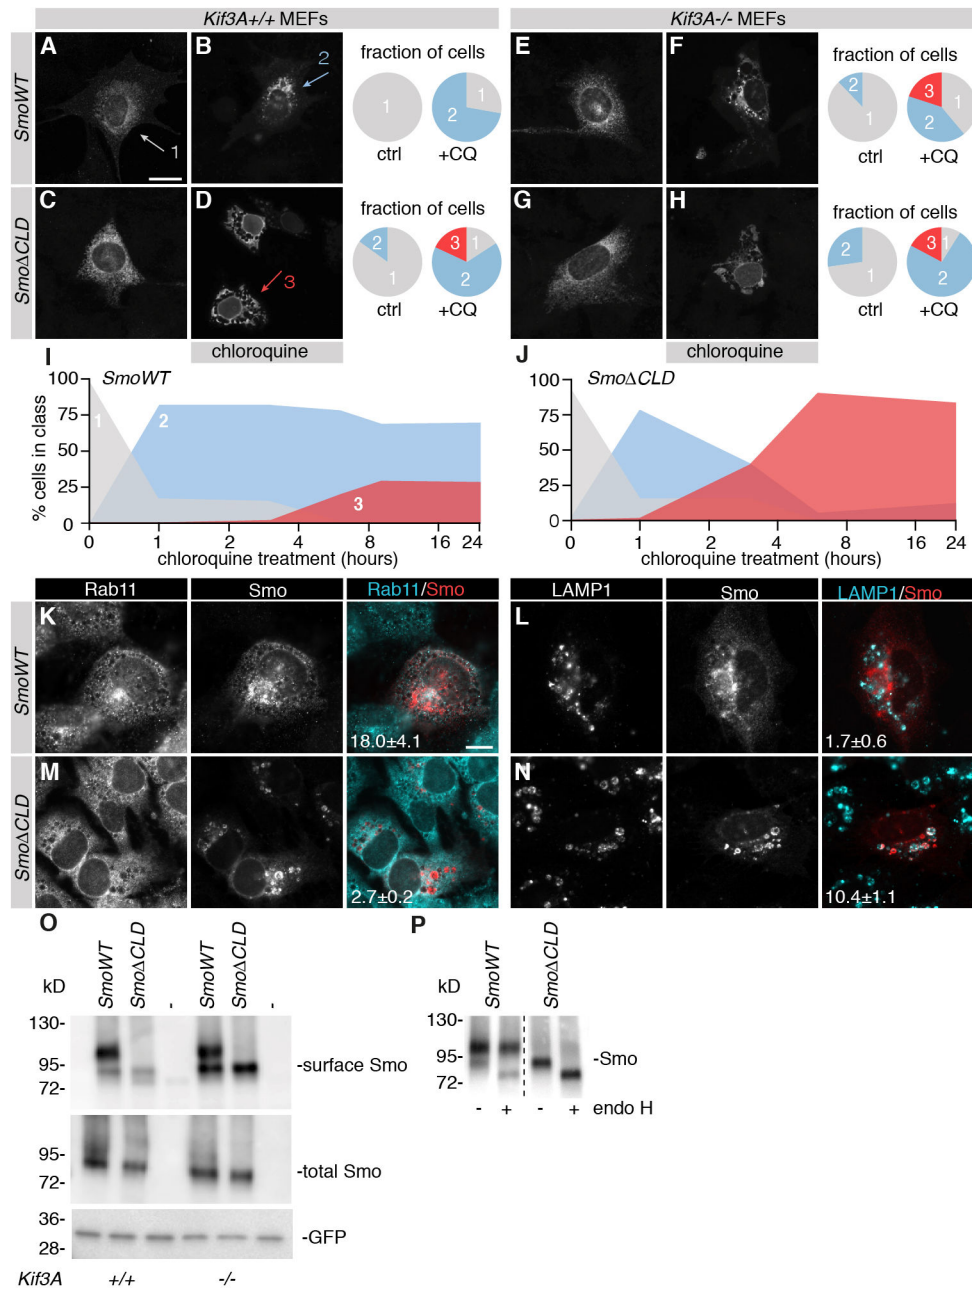 Kif3A+/+ MEFs
Kif3A-/- MEFs
SmoWT
A
B
2
1
fraction of cells
1
1
2
ctrl
+CQ
E
F
fraction of cells
2
1
3
1
2
ctrl
+CQ
SmoΔCLD
C
D
3
fraction of cells
2
1
3
1
2
ctrl
+CQ
G
H
fraction of cells
2
1
3
1
2
ctrl
+CQ
chloroquine
chloroquine
I
SmoWT
% cells in class
100
75
50
25
0
1
2
3
0
1
2
4
8
16
24
chloroquine treatment (hours)
J
SmoΔCLD
100
75
50
25
0
0
1
2
4
8
16
24
chloroquine treatment (hours)
Rab11
Smo
Rab11/Smo
LAMP1
Smo
LAMP1/Smo
SmoWT
K
18.0±4.1
L
1.7±0.6
SmoΔCLD
M
2.7±0.2
N
10.4±1.1
O
kD
SmoWT
SmoΔCLD
-
SmoWT
SmoΔCLD
-
130-
95-
72-
-surface Smo
95-
72-
-total Smo
36-
28-
-GFP
Kif3A
+/+
-/-
P
kD
SmoWT
SmoΔCLD
130-
95-
72-
-Smo
- + - + endo H